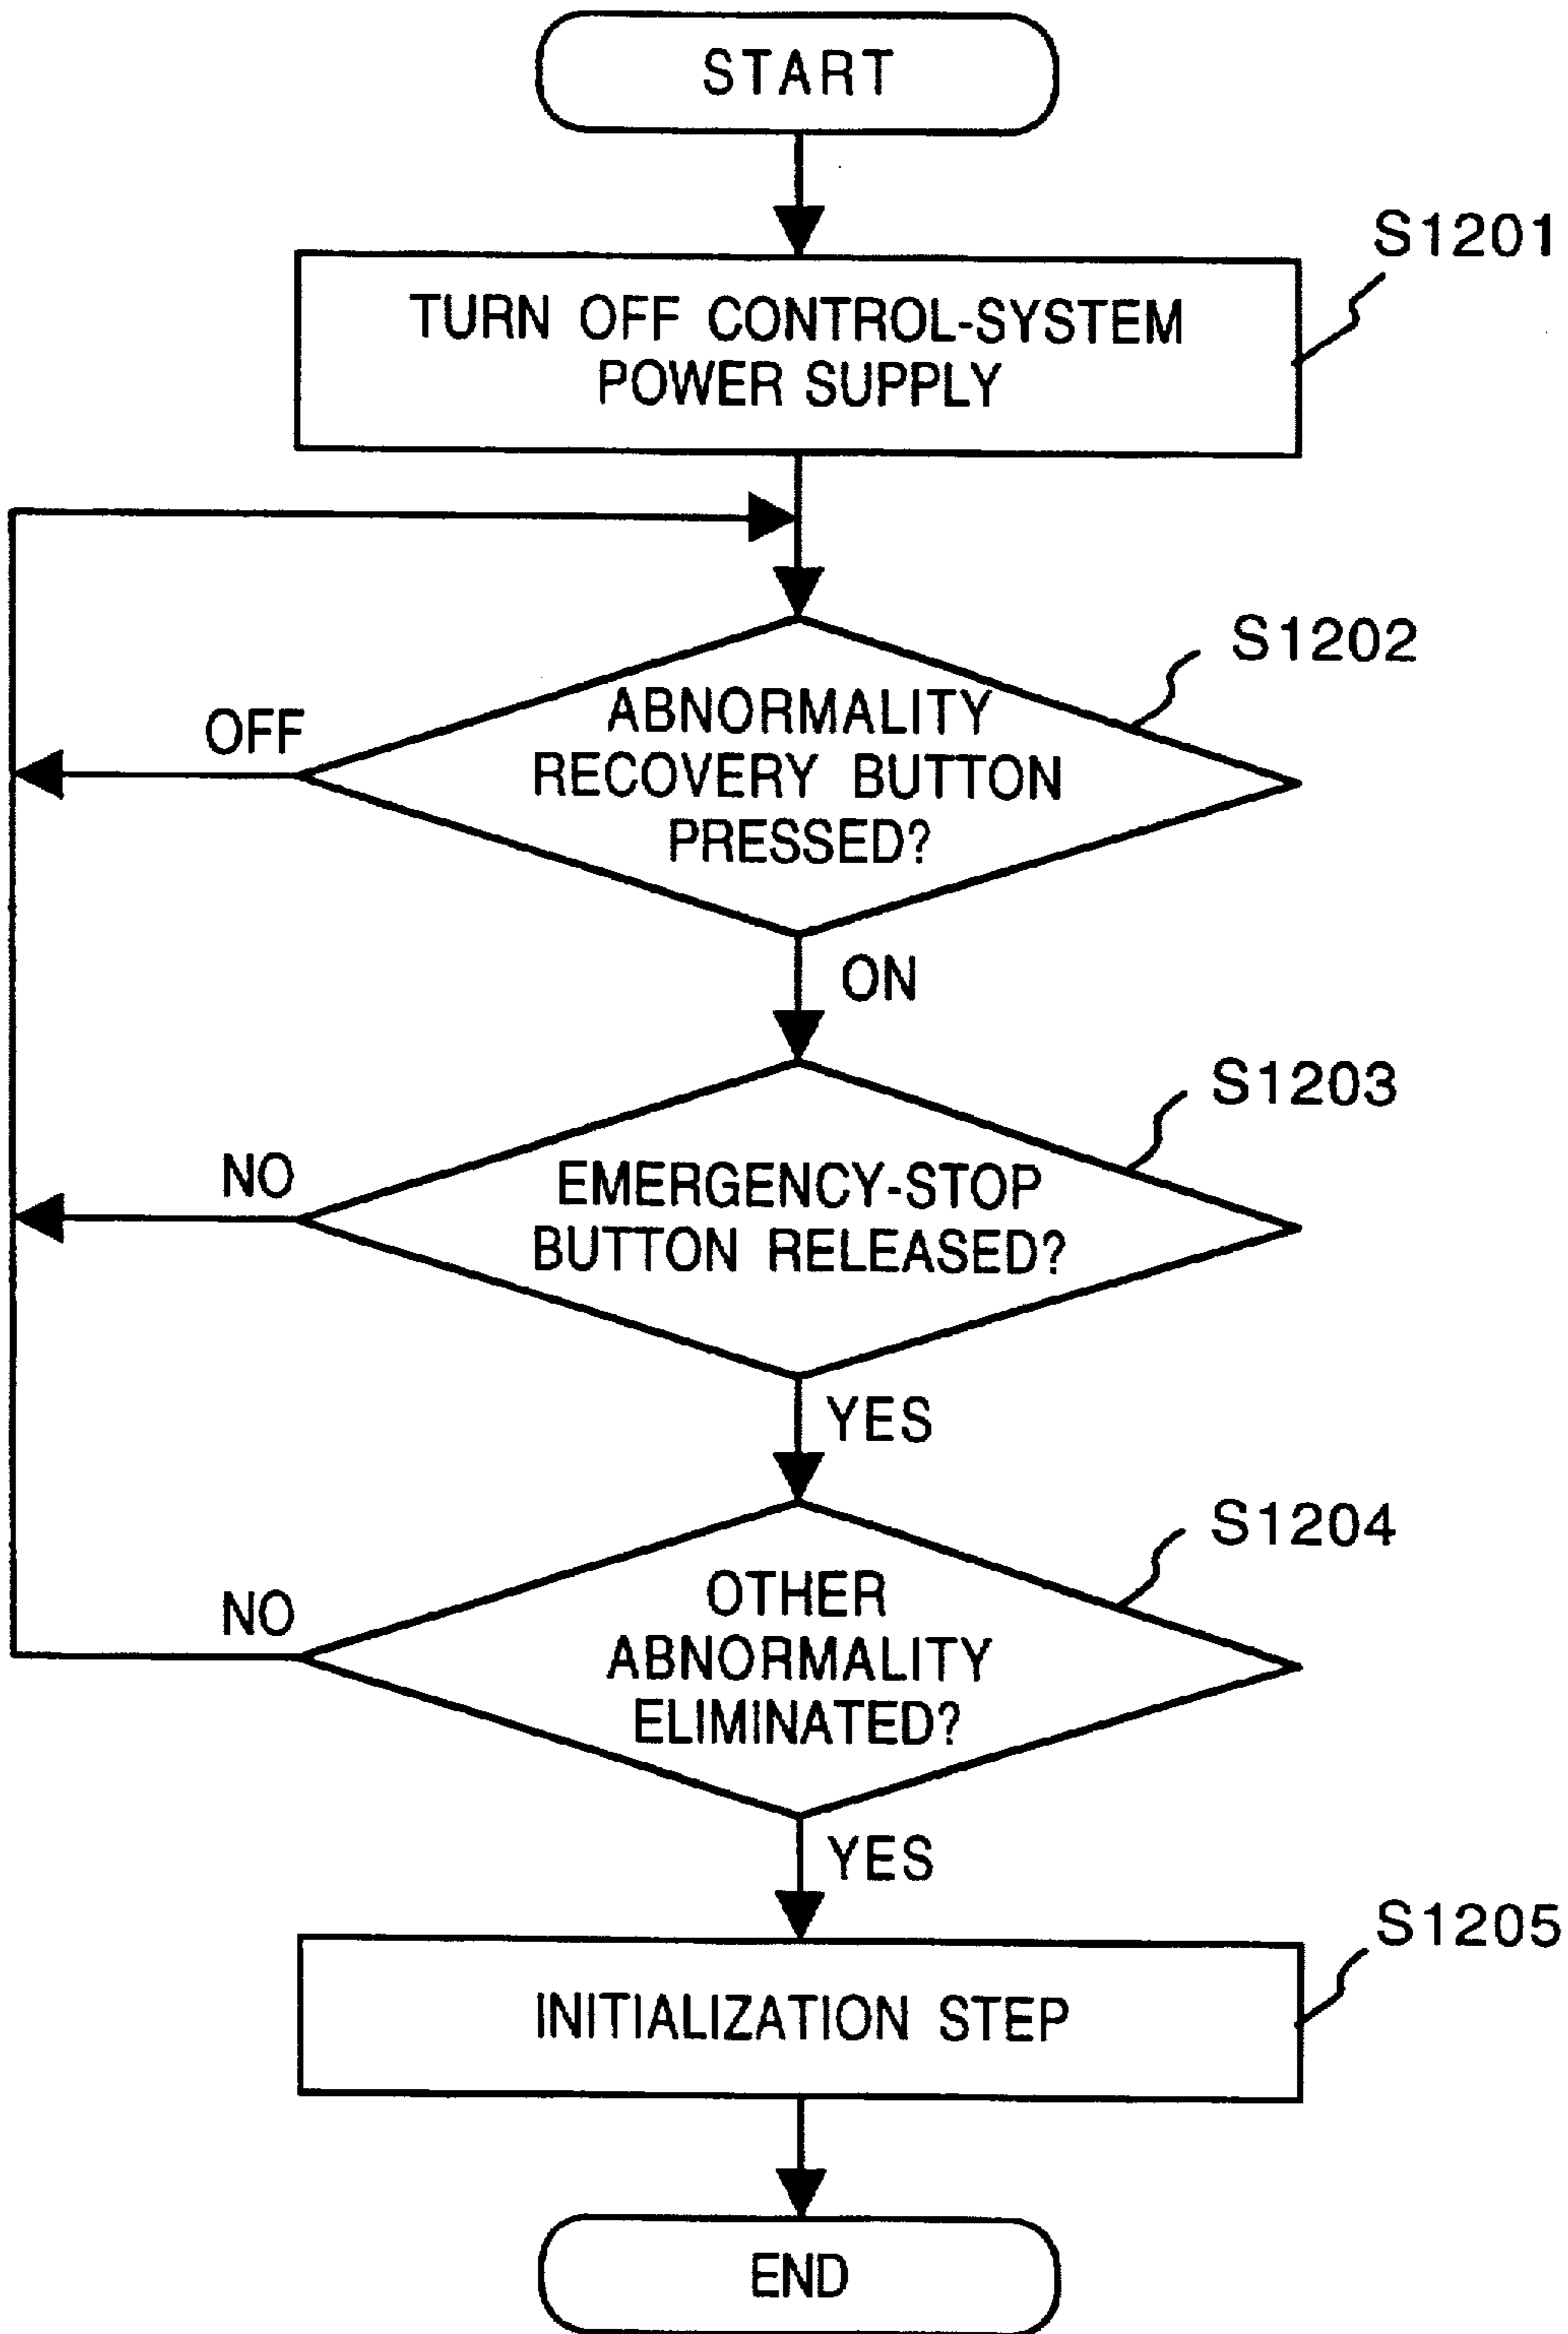 START
S1201
TURN OFF CONTROL-SYSTEM
POWER SUPPLY
S1202
ABNORMALITY
RECOVERY BUTTON
PRESSED?
OFF
ON
S1203
EMERGENCY-STOP
BUTTON RELEASED?
NO
YES
S1204
OTHER
ABNORMALITY
ELIMINATED?
NO
YES
S1205
INITIALIZATION STEP
END